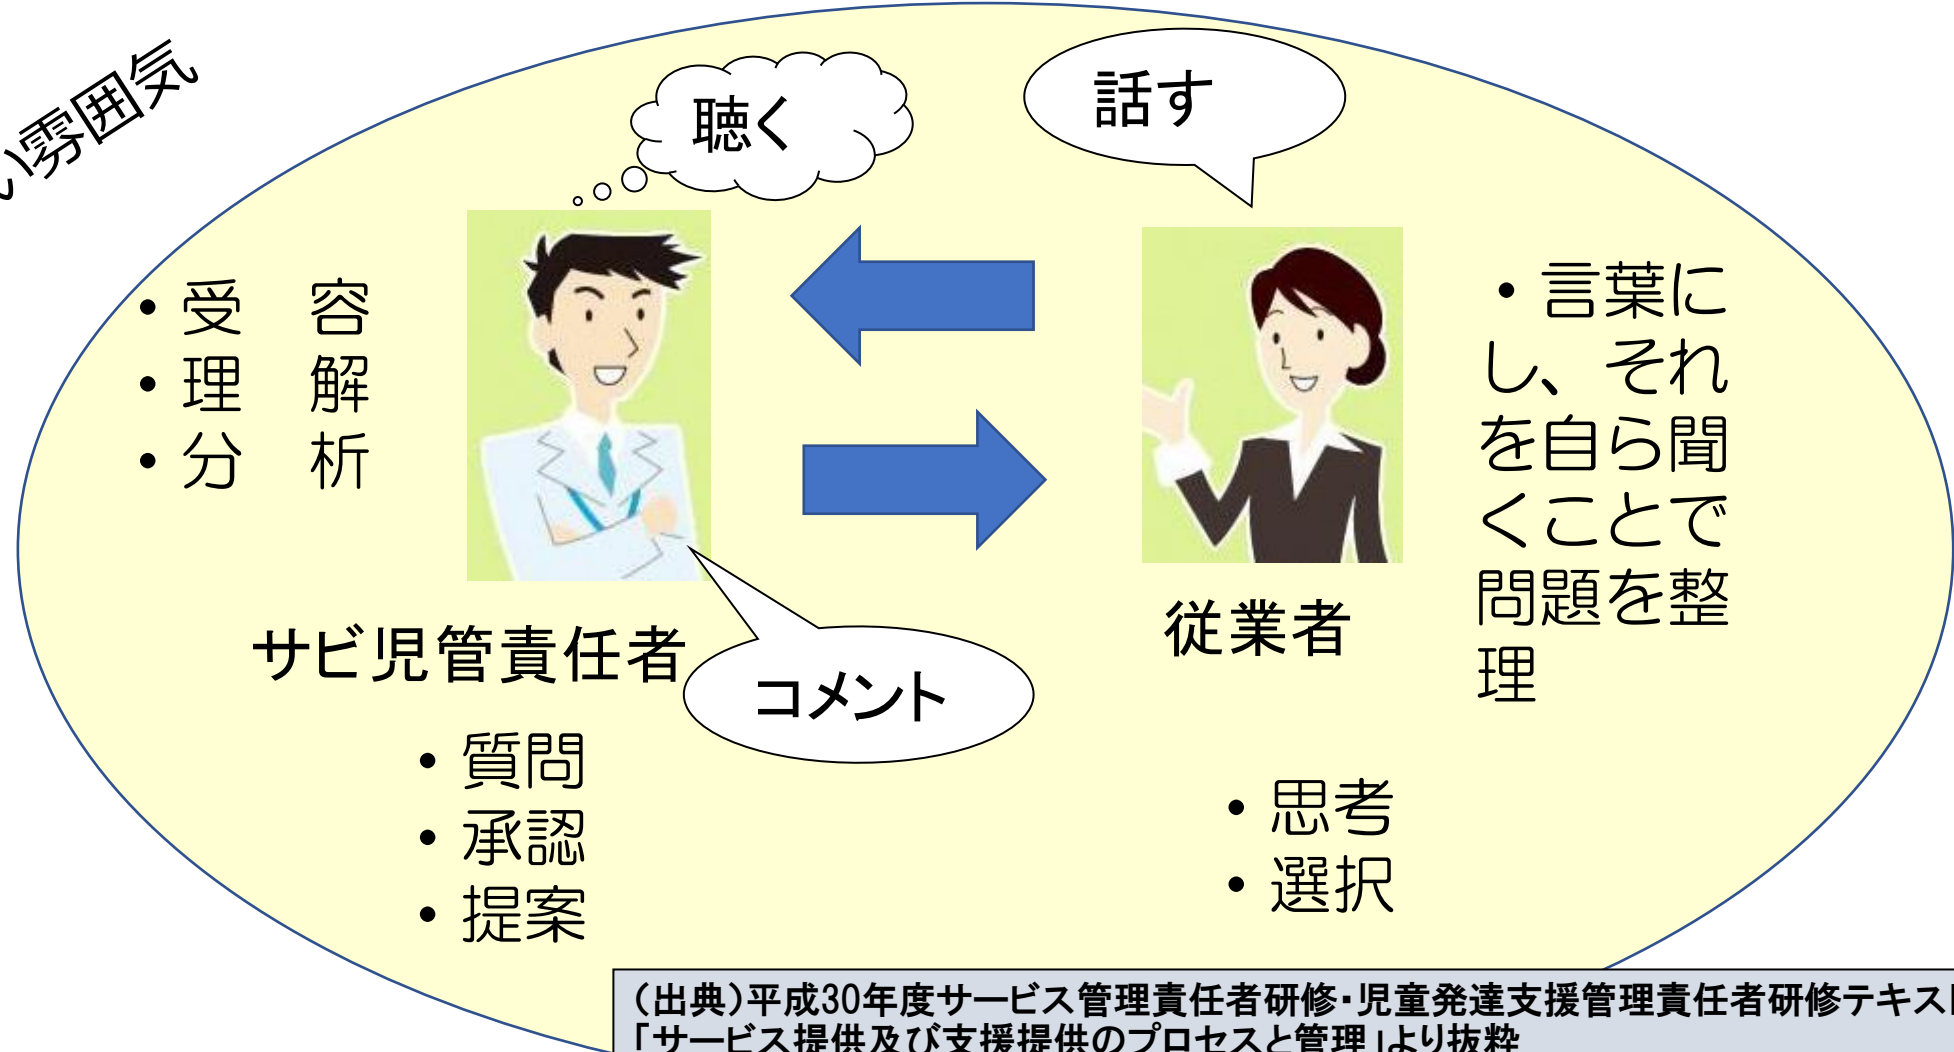 い雰囲気
聴く
話す
・受　容
・理　解
・分　析
・言葉に
し、それ
を自ら聞
くことで
問題を整
理
サビ児管責任者
従業者
コメント
・質問
・承認
・提案
・思考
・選択
（出典）平成30年度サービス管理責任者研修・児童発達支援管理責任者研修テキスト
「サービス提供及び支援提供のプロセスと管理」より抜粋